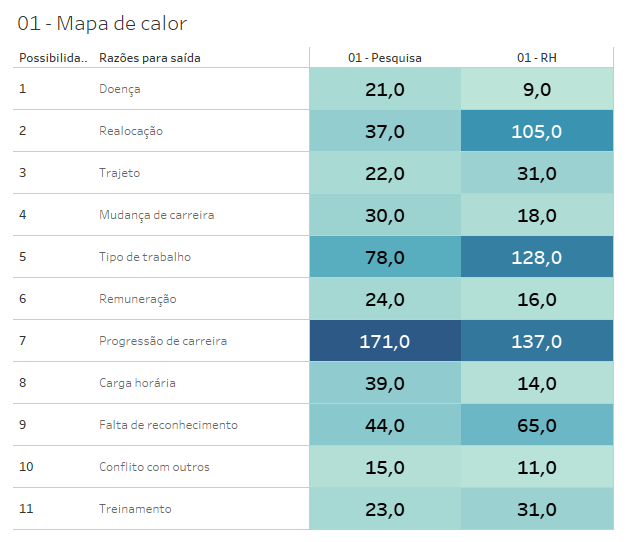 01 - Mapa de calor
Possibilida.. Razões para saída 01 - Pesquisa 01 - RH
1 Doença 21,0 9,0
2 Realocação 37,0 105,0
3 Trajeto 22,0 31,0
4 Mudança de carreira 30,0 18,0
5 Tipo de trabalho 78,0 128,0
6 Remuneração 24,0 16,0
7 Progressão de carreira 171,0 137,0
8 Carga horária 39,0 14,0
9 Falta de reconhecimento 44,0 65,0
10 Conflito com outros 15,0 11,0
11 Treinamento 23,0 31,0